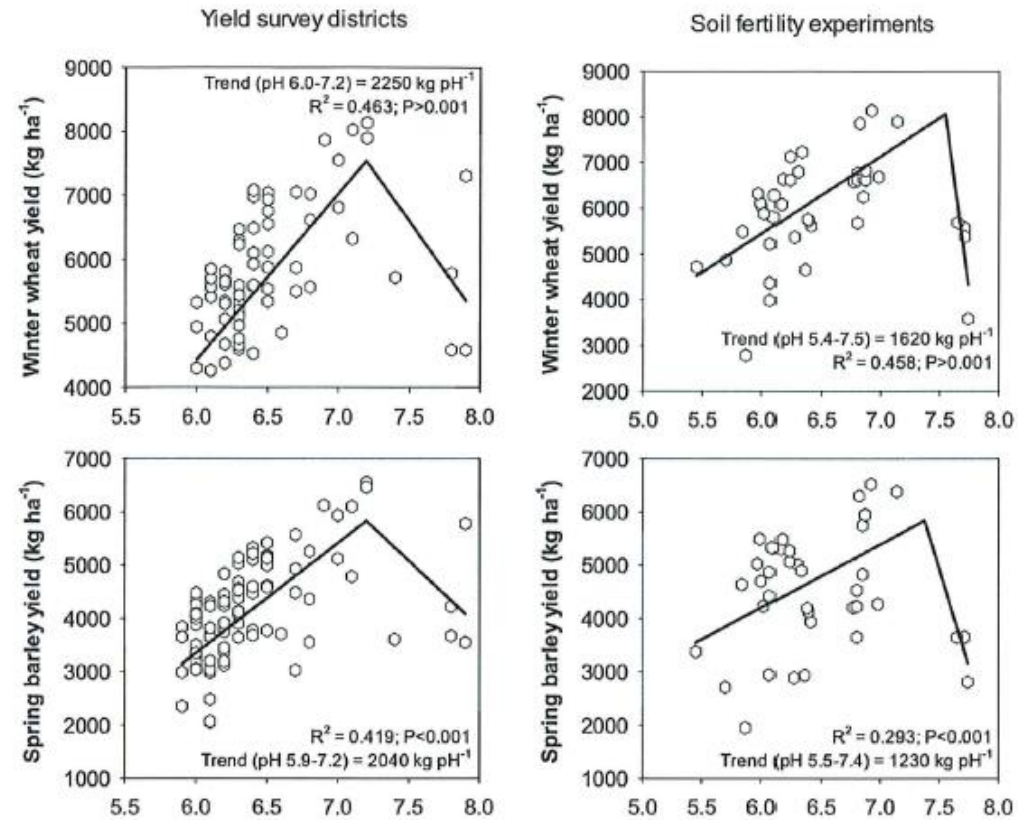 Yield survey districts
Soil fertility experiments
Winter wheat yield (kg ha⁻¹)
9000
8000
7000
6000
5000
4000
Trend (pH 6.0-7.2) = 2250 kg pH⁻¹
R² = 0.463; P>0.001
5.5 6.0 6.5 7.0 7.5 8.0
Winter wheat yield (kg ha⁻¹)
9000
8000
7000
6000
5000
4000
3000
2000
Trend (pH 5.4-7.5) = 1620 kg pH⁻¹
R² = 0.458; P>0.001
5.0 5.5 6.0 6.5 7.0 7.5 8.0
Spring barley yield (kg ha⁻¹)
7000
6000
5000
4000
3000
2000
1000
R² = 0.419; P<0.001
Trend (pH 5.9-7.2) = 2040 kg pH⁻¹
5.5 6.0 6.5 7.0 7.5 8.0
Spring barley yield (kg ha⁻¹)
7000
6000
5000
4000
3000
2000
1000
R² = 0.293; P<0.001
Trend (pH 5.5-7.4) = 1230 kg pH⁻¹
5.0 5.5 6.0 6.5 7.0 7.5 8.0